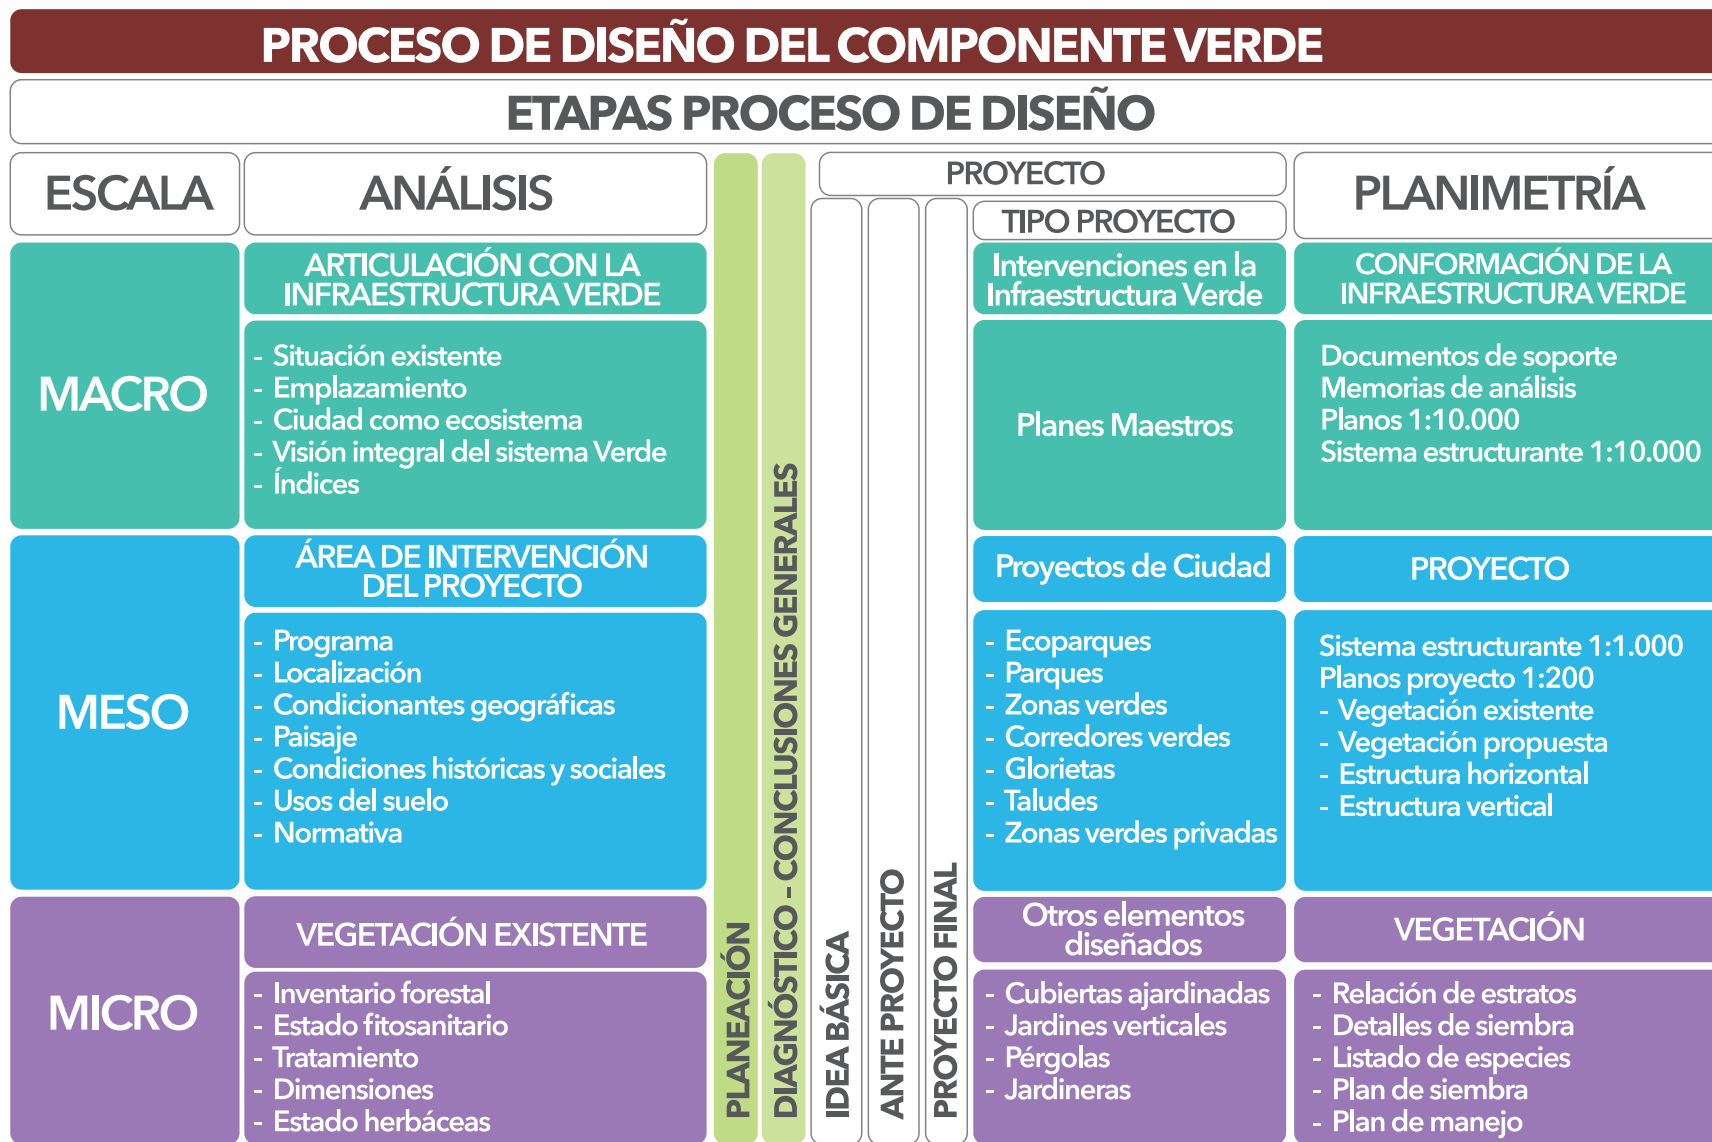 PROCESO DE DISEÑO DEL COMPONENTE VERDE
ETAPAS PROCESO DE DISEÑO
ESCALA
ANÁLISIS
PLANEACIÓN
DIAGNÓSTICO - CONCLUSIONES GENERALES
PROYECTO
IDEA BÁSICA
ANTE PROYECTO
PROYECTO FINAL
TIPO PROYECTO
PLANIMETRÍA
MACRO
ARTICULACIÓN CON LA
INFRAESTRUCTURA VERDE
- Situación existente
- Emplazamiento
- Ciudad como ecosistema
- Visión integral del sistema Verde
- Índices
Intervenciones en la
Infraestructura Verde
Planes Maestros
CONFORMACIÓN DE LA
INFRAESTRUCTURA VERDE
Documentos de soporte
Memorias de análisis
Planos 1:10.000
Sistema estructurante 1:10.000
MESO
ÁREA DE INTERVENCIÓN
DEL PROYECTO
- Programa
- Localización
- Condicionantes geográficas
- Paisaje
- Condiciones históricas y sociales
- Usos del suelo
- Normativa
Proyectos de Ciudad
- Ecoparques
- Parques
- Zonas verdes
- Corredores verdes
- Glorietas
- Taludes
- Zonas verdes privadas
PROYECTO
Sistema estructurante 1:1.000
Planos proyecto 1:200
- Vegetación existente
- Vegetación propuesta
- Estructura horizontal
- Estructura vertical
MICRO
VEGETACIÓN EXISTENTE
- Inventario forestal
- Estado fitosanitario
- Tratamiento
- Dimensiones
- Estado herbáceas
Otros elementos
diseñados
- Cubiertas ajardinadas
- Jardines verticales
- Pérgolas
- Jardineras
VEGETACIÓN
- Relación de estratos
- Detalles de siembra
- Listado de especies
- Plan de siembra
- Plan de manejo